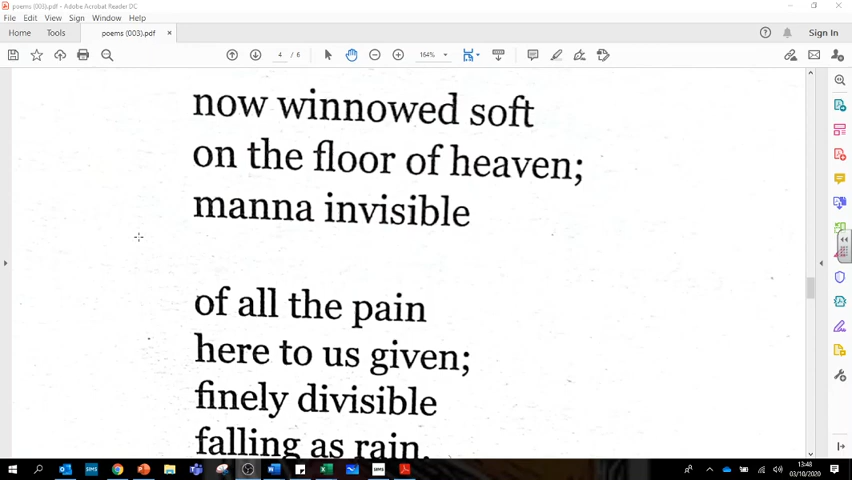 poems (003).pdf - Adobe Acrobat Reader DC
File Edit View Sign Window Help
Home Tools poems (003).pdf × Sign In
4 / 6 164%
now winnowed soft
on the floor of heaven;
manna invisible
of all the pain
here to us given;
finely divisible
falling as rain.
SIMS
13:48
03/10/2020